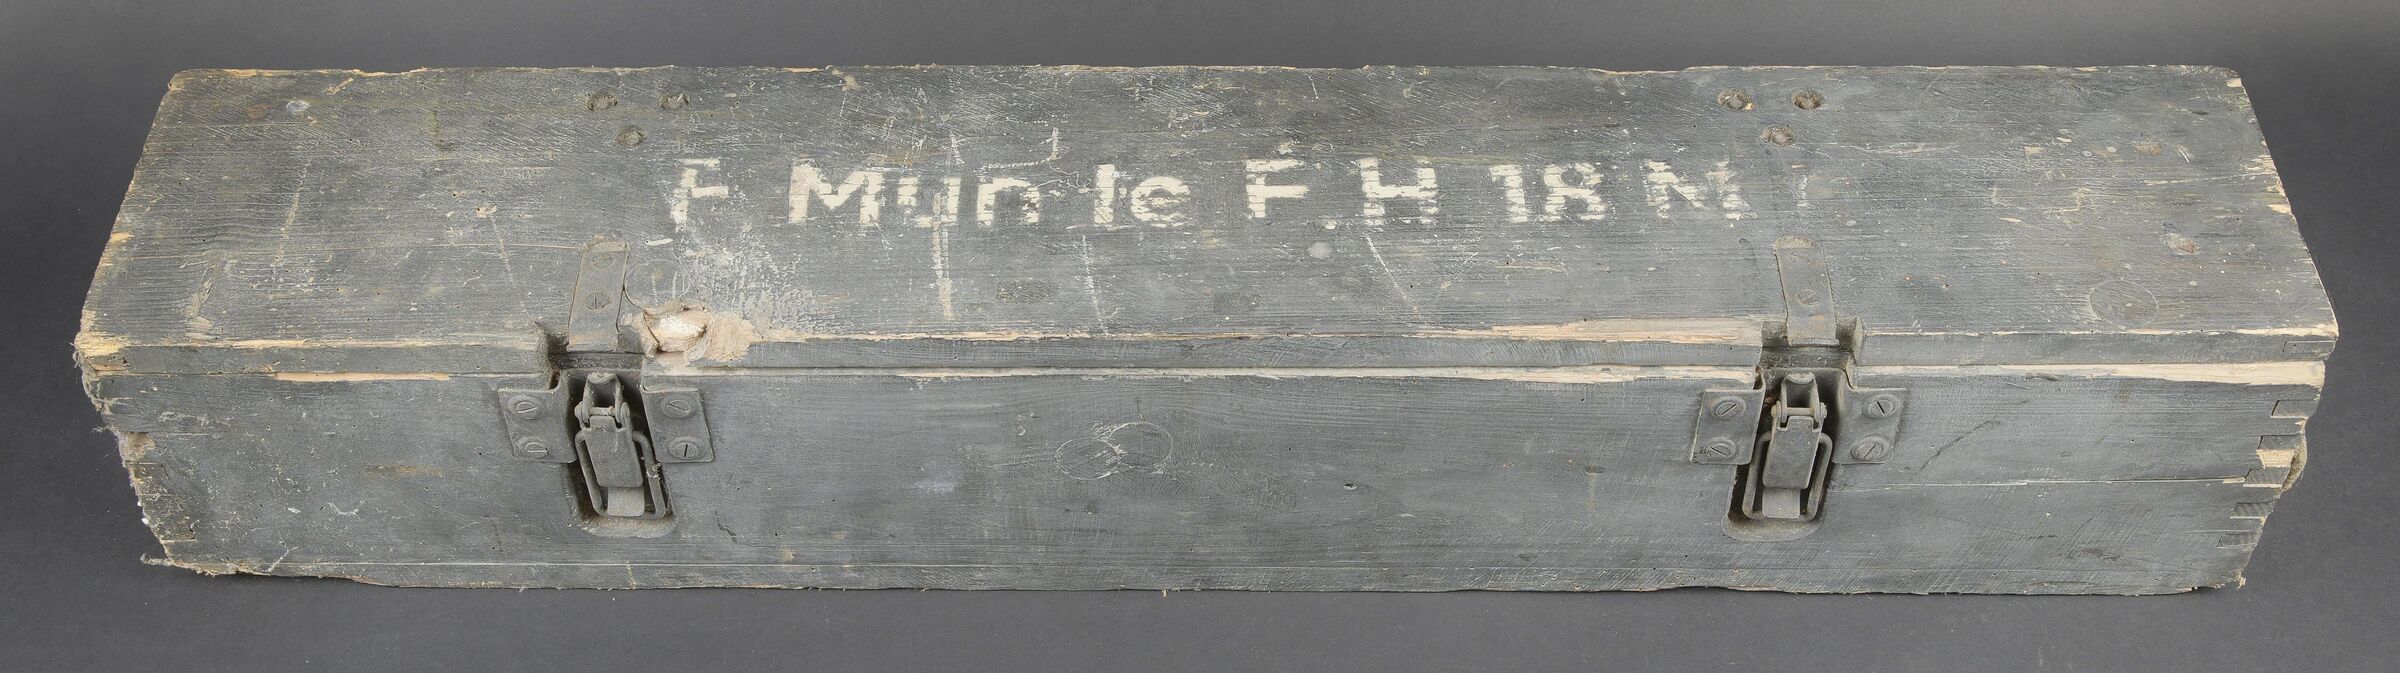 F Mun le F.H 18 M